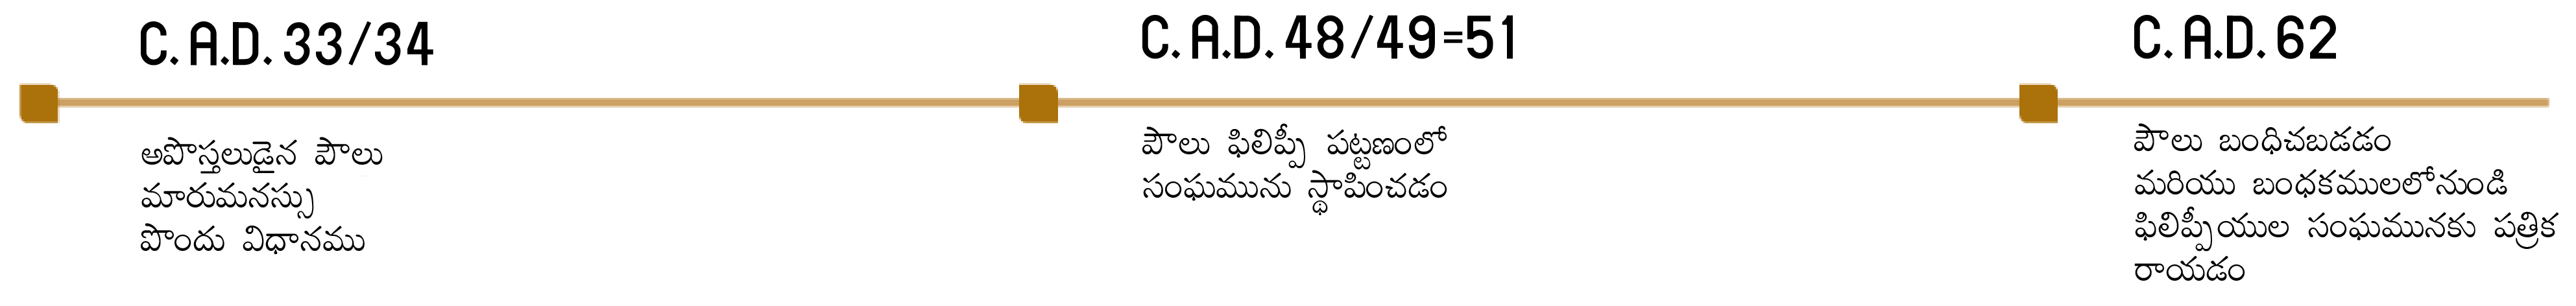 C. A.D. 33/34
అపొస్తలుడైన పౌలు
మారుమనస్సు
పొందు విధానము
C. A.D. 48/49=51
పౌలు ఫిలిప్పీ పట్టణంలో
సంఘమును స్థాపించడం
C. A.D. 62
పౌలు బంధిచబడడం
మరియు బంధకములలోనుండి
ఫిలిప్పీయుల సంఘమునకు పత్రిక
రాయడం